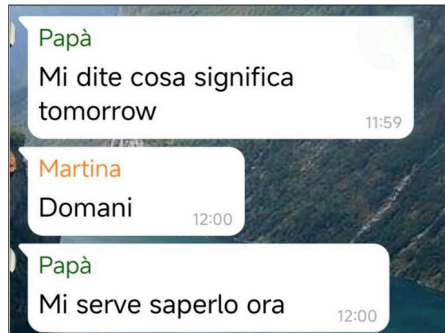 Papà
Mi dite cosa significa
tomorrow
11:59
Martina
Domani
12:00
Papà
Mi serve saperlo ora
12:00